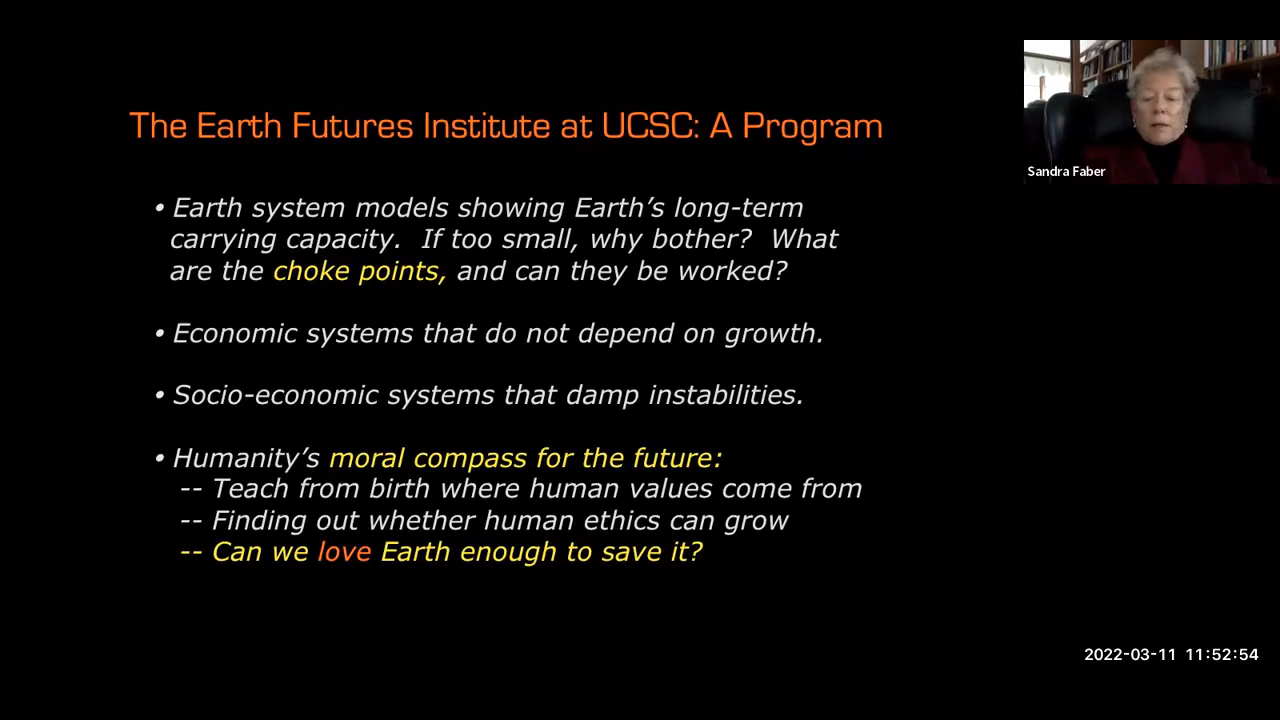 The Earth Futures Institute at UCSC: A Program
Sandra Faber
• Earth system models showing Earth's long-term
carrying capacity.  If too small, why bother?  What
are the choke points, and can they be worked?
• Economic systems that do not depend on growth.
• Socio-economic systems that damp instabilities.
• Humanity's moral compass for the future:
-- Teach from birth where human values come from
-- Finding out whether human ethics can grow
-- Can we love Earth enough to save it?
2022-03-11 11:52:54